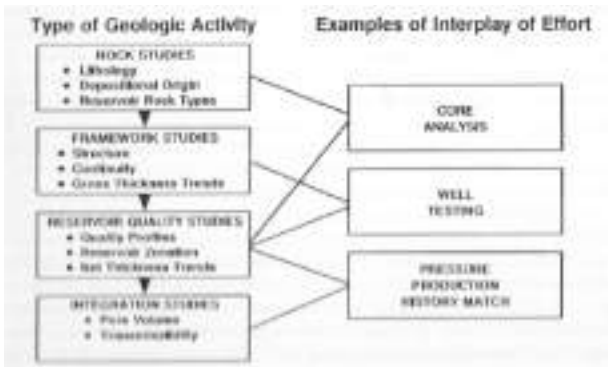 Type of Geologic Activity
Examples of Interplay of Effort
ROCK STUDIES
• Lithology
• Depositional Origin
• Reservoir Rock Types
FRAMEWORK STUDIES
• Structure
• Continuity
• Gross Thickness Trends
RESERVOIR QUALITY STUDIES
• Quality Profiles
• Reservoir Zonation
• Net Thickness Trends
INTEGRATION STUDIES
• Pore Volume
• Transmissibility
CORE
ANALYSIS
WELL
TESTING
PRESSURE
PRODUCTION
HISTORY MATCH